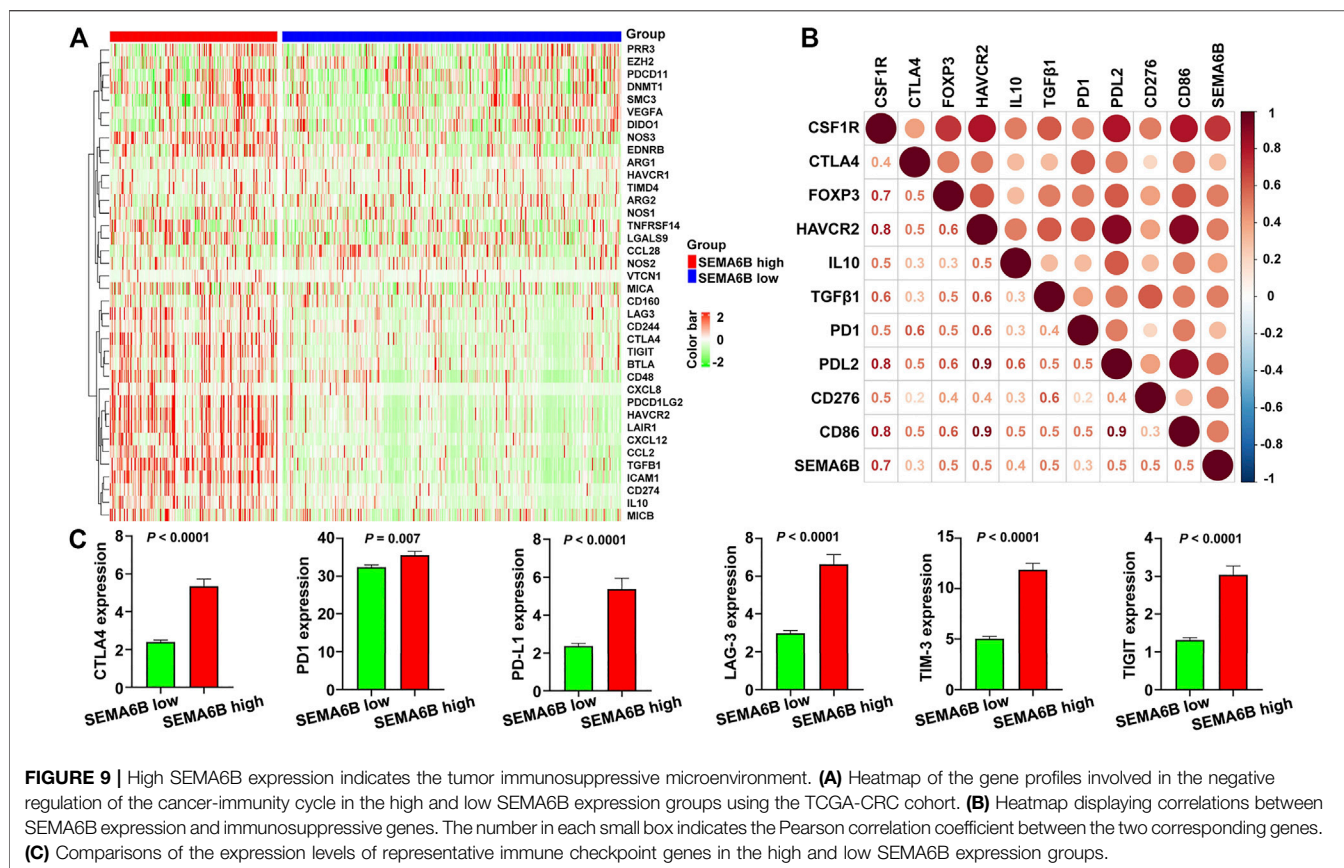 A
Group
PRR3
EZH2
PDCD11
DNMT1
SMC3
VEGFA
DIDO1
NOS3
EDNRB
ARG1
HAVCR1
TIMD4
ARG2
NOS1
TNFRSF14
LGALS9
CCL28
NOS2
VTCN1
MICA
CD160
LAG3
CD244
CTLA4
TIGIT
BTLA
CD48
CXCL8
PDCD1LG2
HAVCR2
LAIR1
CXCL12
CCL2
TGFB1
ICAM1
CD274
IL10
MICB
Group
SEMA6B high
SEMA6B low
Color bar
2
0
-2
B
CSF1R CTLA4 FOXP3 HAVCR2 IL10 TGFβ1 PD1 PDL2 CD276 CD86 SEMA6B
CSF1R
CTLA4 0.4
FOXP3 0.7 0.5
HAVCR2 0.8 0.5 0.6
IL10 0.5 0.3 0.3 0.5
TGFβ1 0.6 0.3 0.5 0.6 0.3
PD1 0.5 0.6 0.5 0.6 0.3 0.4
PDL2 0.8 0.5 0.6 0.9 0.6 0.5 0.5
CD276 0.5 0.2 0.4 0.4 0.3 0.6 0.2 0.4
CD86 0.8 0.5 0.6 0.9 0.5 0.5 0.5 0.9 0.3
SEMA6B 0.7 0.3 0.5 0.5 0.4 0.5 0.3 0.5 0.5 0.5
1
0.8
0.6
0.4
0.2
0
-0.2
-0.4
-0.6
-0.8
-1
C
CTLA4 expression
8
6
4
2
0
P < 0.0001
SEMA6B low
SEMA6B high
PD1 expression
40
30
20
10
0
P = 0.007
SEMA6B low
SEMA6B high
PD-L1 expression
8
6
4
2
0
P < 0.0001
SEMA6B low
SEMA6B high
LAG-3 expression
8
6
4
2
0
P < 0.0001
SEMA6B low
SEMA6B high
TIM-3 expression
15
10
5
0
P < 0.0001
SEMA6B low
SEMA6B high
TIGIT expression
4
3
2
1
0
P < 0.0001
SEMA6B low
SEMA6B high
FIGURE 9 | High SEMA6B expression indicates the tumor immunosuppressive microenvironment. (A) Heatmap of the gene profiles involved in the negative
regulation of the cancer-immunity cycle in the high and low SEMA6B expression groups using the TCGA-CRC cohort. (B) Heatmap displaying correlations between
SEMA6B expression and immunosuppressive genes. The number in each small box indicates the Pearson correlation coefficient between the two corresponding genes.
(C) Comparisons of the expression levels of representative immune checkpoint genes in the high and low SEMA6B expression groups.